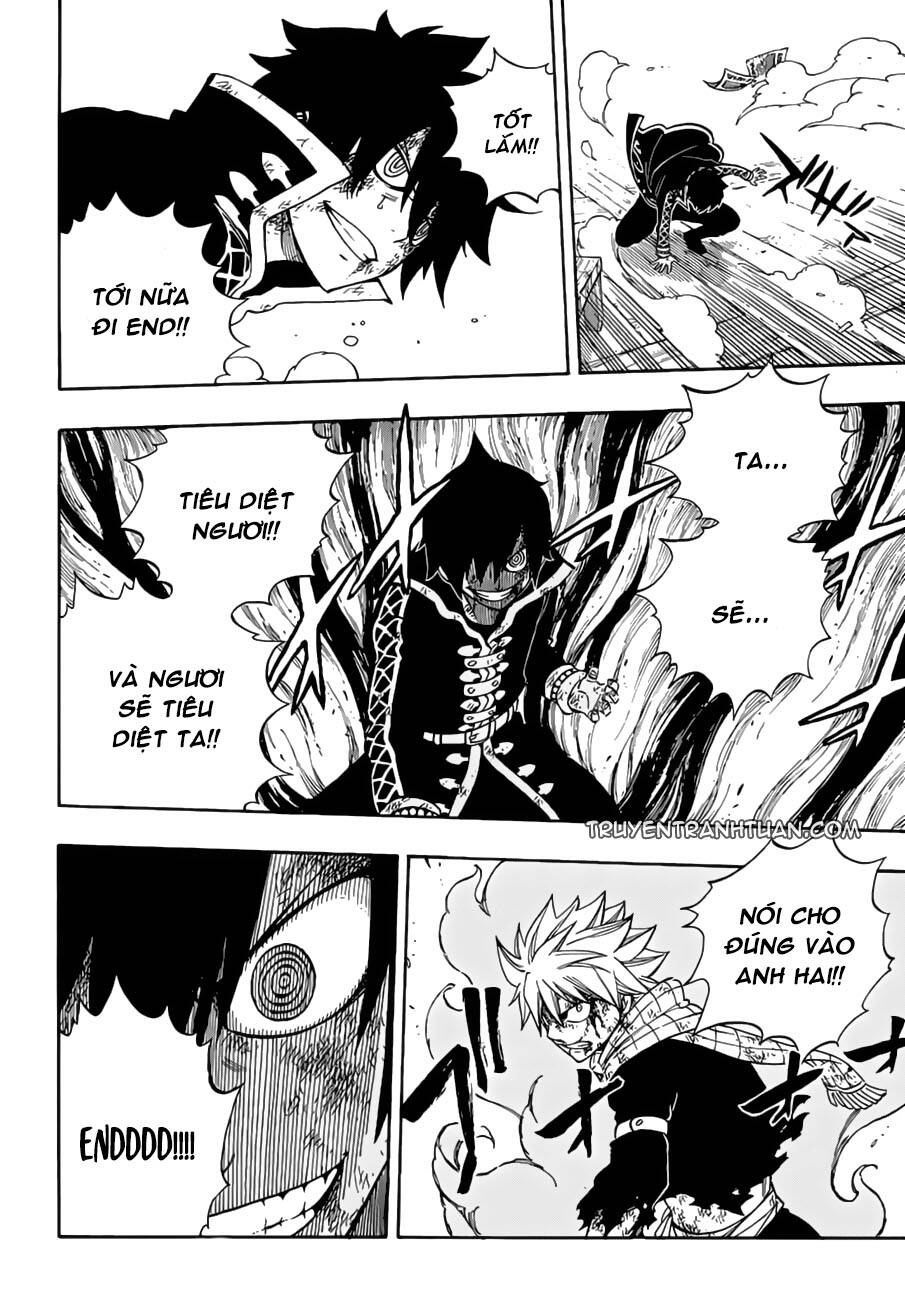 TỐT
LẮM!!
TỚI NỮA
ĐI END!!
TA...
SẼ...
TIÊU DIỆT
NGƯƠI!!
VÀ NGƯƠI
SẼ TIÊU
DIỆT TA!!
TRUYENTRANHTUAN.COM
NÓI CHO
ĐÚNG VÀO
ANH HAI!!
ENDDDD!!!!